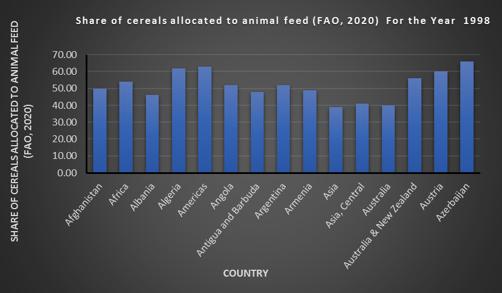 Share of cereals allocated to animal feed (FAO, 2020)  For the Year  1998
SHARE OF CEREALS ALLOCATED TO ANIMAL FEED
(FAO, 2020)
70.00
60.00
50.00
40.00
30.00
20.00
10.00
0.00
Afghanistan
Africa
Albania
Algeria
Americas
Angola
Antigua and Barbuda
Argentina
Armenia
Asia
Asia, Central
Australia
Australia & New Zealand
Austria
Azerbaijan
COUNTRY